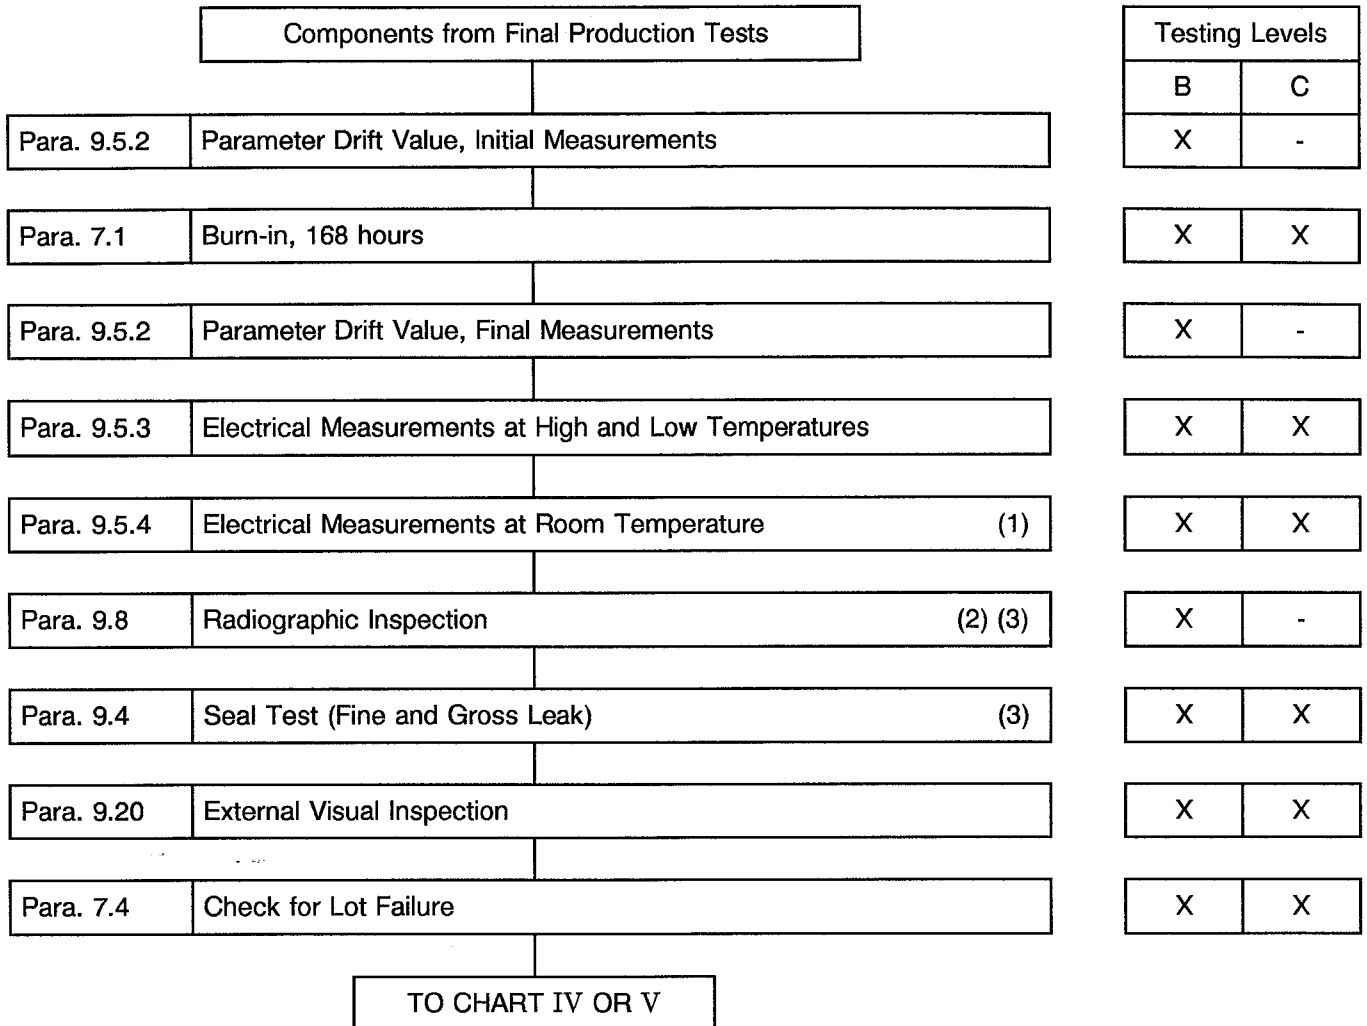 Components from Final Production Tests
Testing Levels
B C
Para. 9.5.2 Parameter Drift Value, Initial Measurements X -
Para. 7.1 Burn-in, 168 hours X X
Para. 9.5.2 Parameter Drift Value, Final Measurements X -
Para. 9.5.3 Electrical Measurements at High and Low Temperatures X X
Para. 9.5.4 Electrical Measurements at Room Temperature (1) X X
Para. 9.8 Radiographic Inspection (2) (3) X -
Para. 9.4 Seal Test (Fine and Gross Leak) (3) X X
Para. 9.20 External Visual Inspection X X
Para. 7.4 Check for Lot Failure X X
TO CHART IV OR V